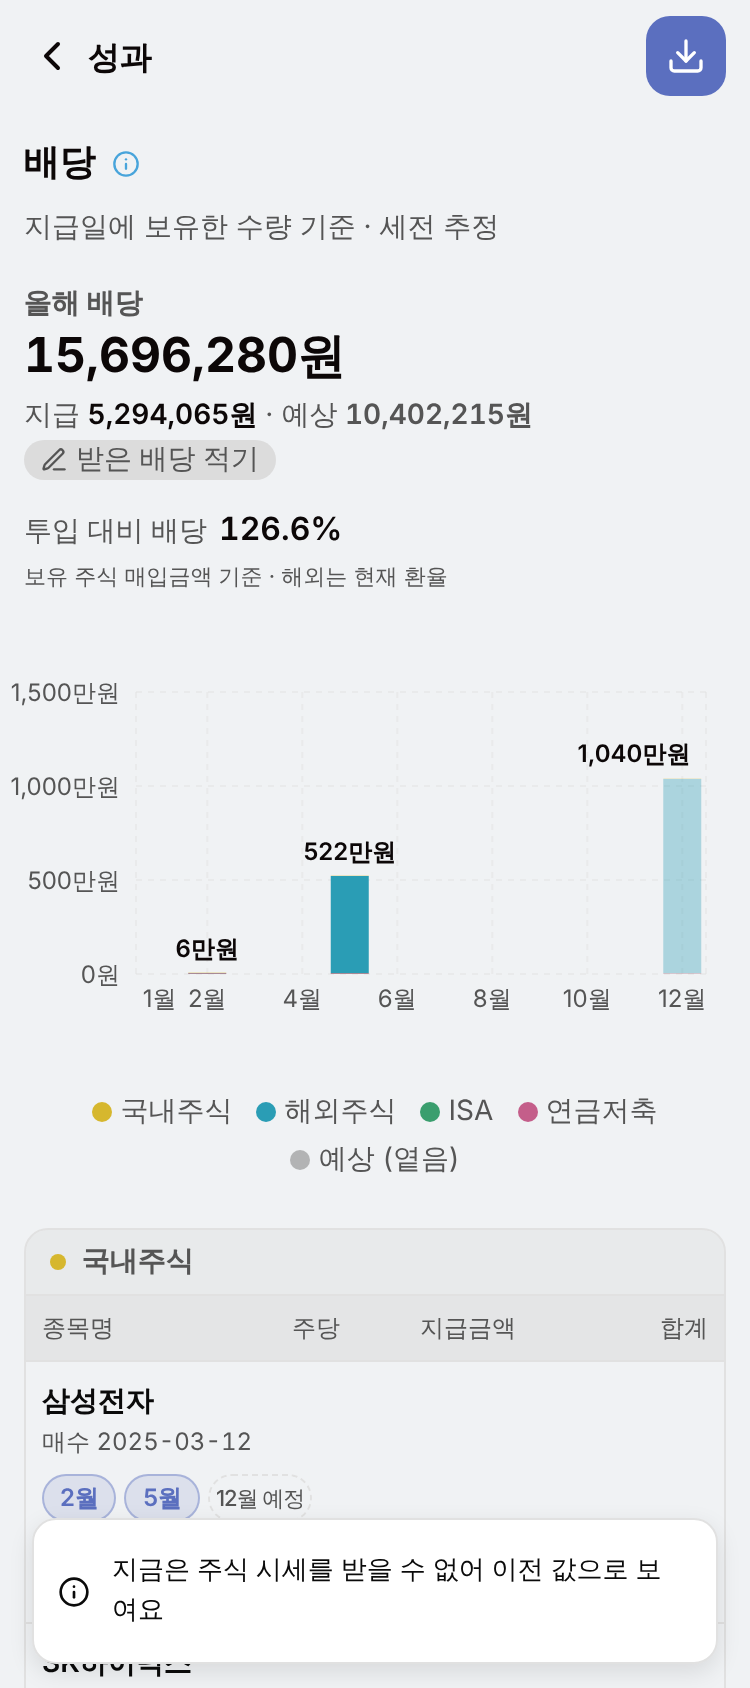 성과
배당
지급일에 보유한 수량 기준 · 세전 추정
올해 배당
15,696,280원
지급 5,294,065원 · 예상 10,402,215원
받은 배당 적기
투입 대비 배당 126.6%
보유 주식 매입금액 기준 · 해외는 현재 환율
1,500만원
1,000만원
500만원
0원
6만원
522만원
1,040만원
1월 2월 4월 6월 8월 10월 12월
국내주식 해외주식 ISA 연금저축
예상 (옅음)
국내주식
종목명 주당 지급금액 합계
삼성전자
매수 2025-03-12
2월 5월 12월 예정
지금은 주식 시세를 받을 수 없어 이전 값으로 보
여요